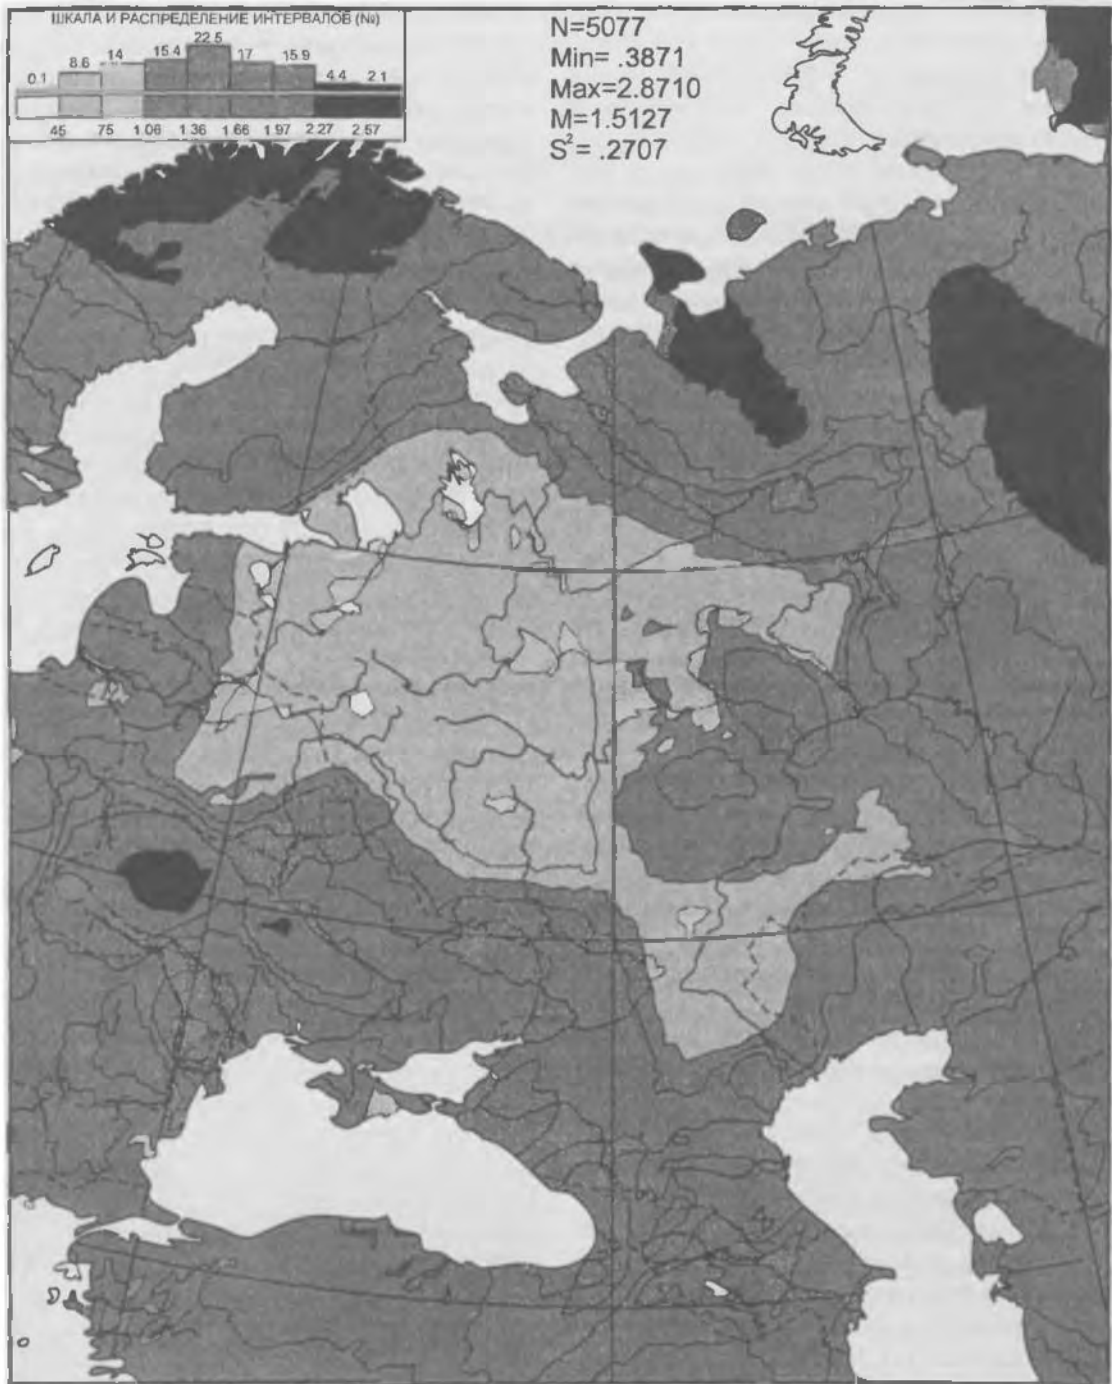 ШКАЛА И РАСПРЕДЕЛЕНИЕ ИНТЕРВАЛОВ (№)
0.1 8.6 14 15.4 22.5 17 15.9 4.4 2.1
45 75 1.06 1.36 1.66 1.97 2.27 2.57
N=5077
Min= .3871
Max=2.8710
M=1.5127
S²= .2707